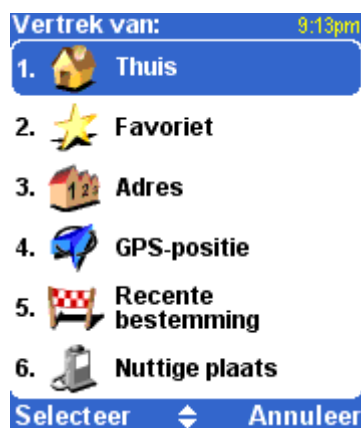 Vertrek van: 9:13pm
1. Thuis
2. Favoriet
3. 123 Adres
4. GPS-positie
5. Recente
bestemming
6. Nuttige plaats
Selecteer Annuleer